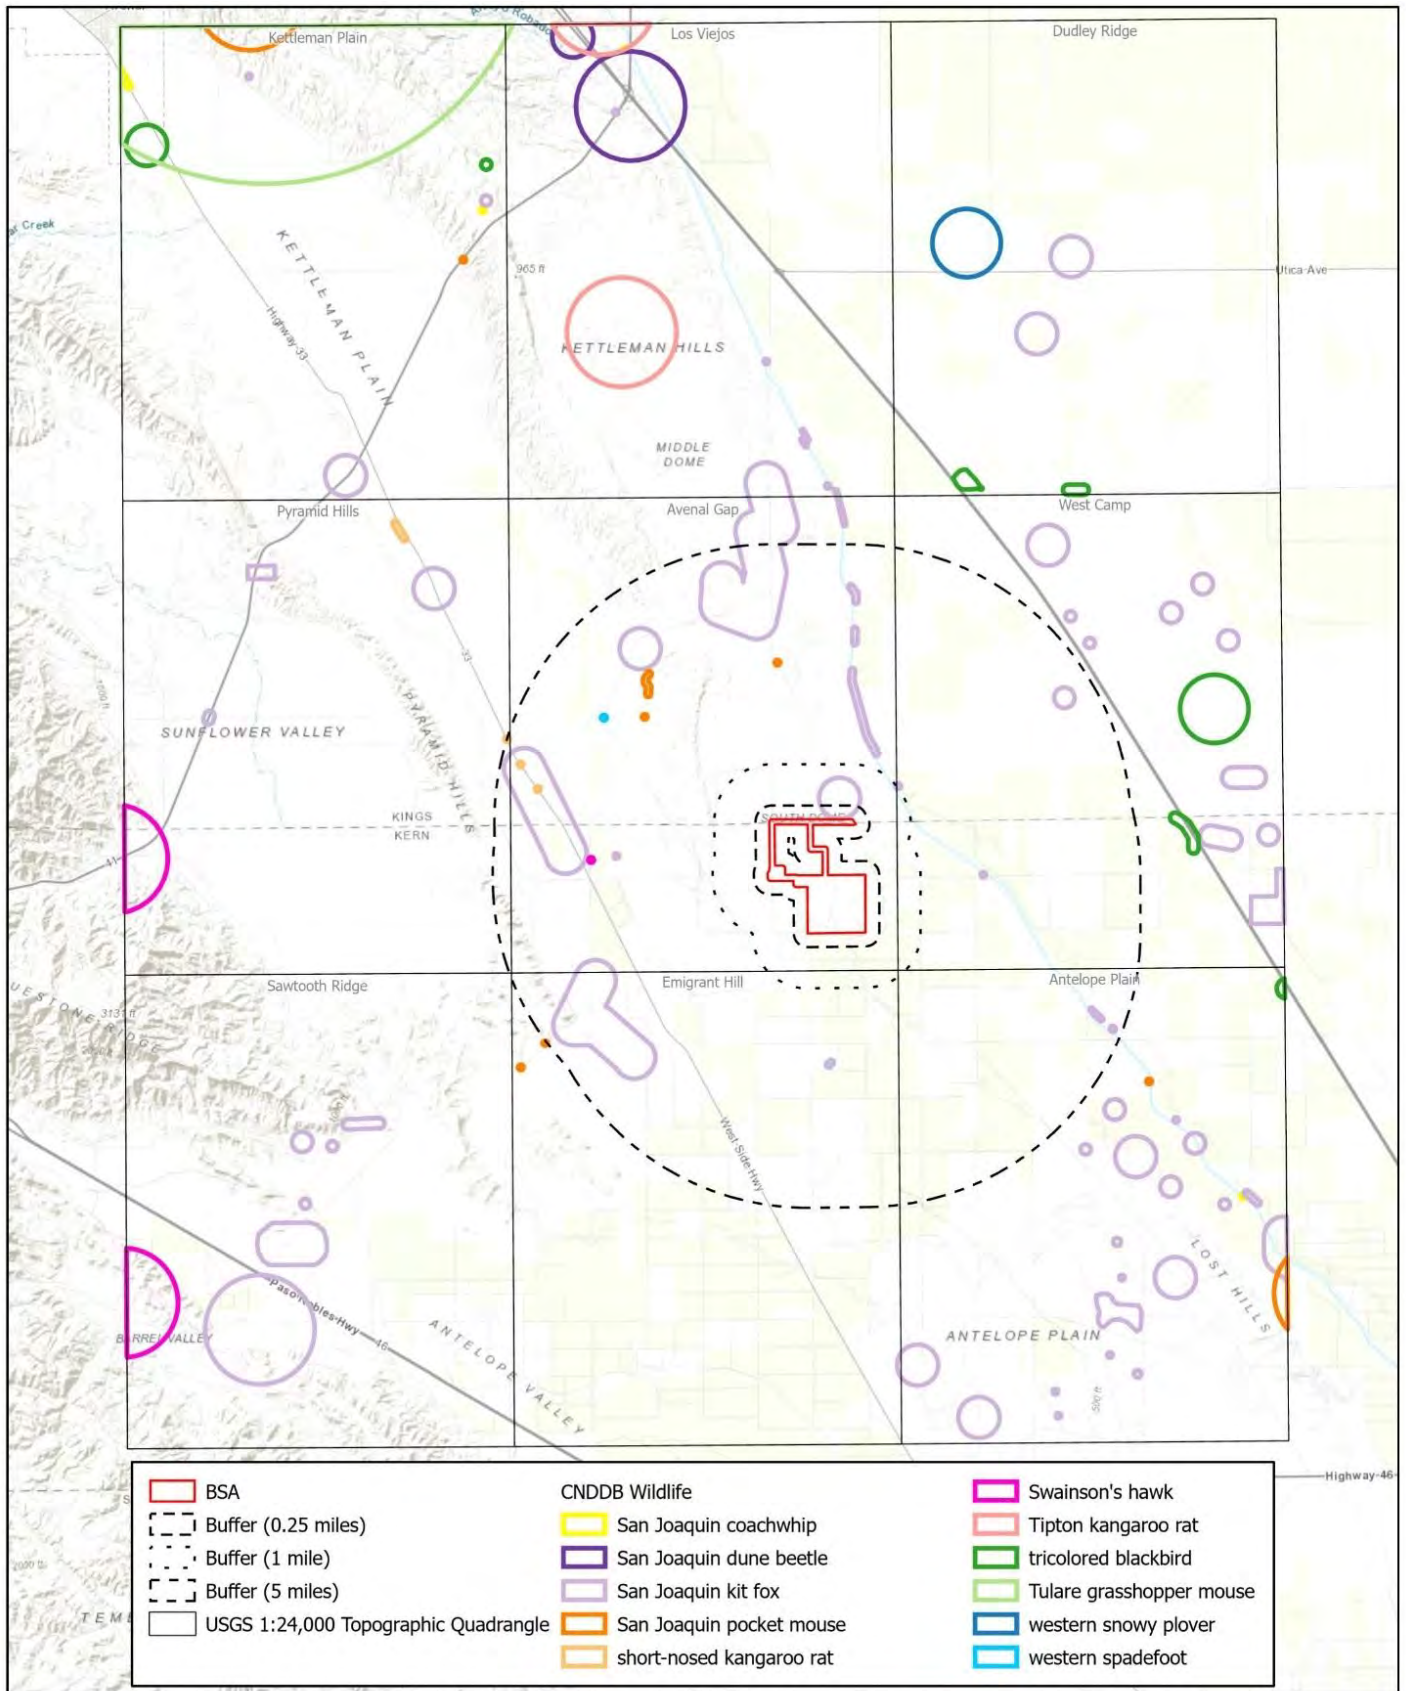 Kettleman Plain
Los Viejos
Dudley Ridge
Creek
KETTLEMAN PLAIN
Highway-33
965 ft
Utica Ave
KETTLEMAN HILLS
MIDDLE
DOME
Pyramid Hills
Avenal Gap
West Camp
33
PYRAMID HILLS
SUNFLOWER VALLEY
KINGS
KERN
SOUTH DOME
41
Sawtooth Ridge
Emigrant Hill
Antelope Plain
3131 ft
West-Side Hwy
LOST HILLS
Paso Robles Hwy
46
BARREL VALLEY
ANTELOPE VALLEY
ANTELOPE PLAIN
500 ft
Highway-46
BSA
Buffer (0.25 miles)
Buffer (1 mile)
Buffer (5 miles)
USGS 1:24,000 Topographic Quadrangle
CNDDB Wildlife
San Joaquin coachwhip
San Joaquin dune beetle
San Joaquin kit fox
San Joaquin pocket mouse
short-nosed kangaroo rat
Swainson's hawk
Tipton kangaroo rat
tricolored blackbird
Tulare grasshopper mouse
western snowy plover
western spadefoot